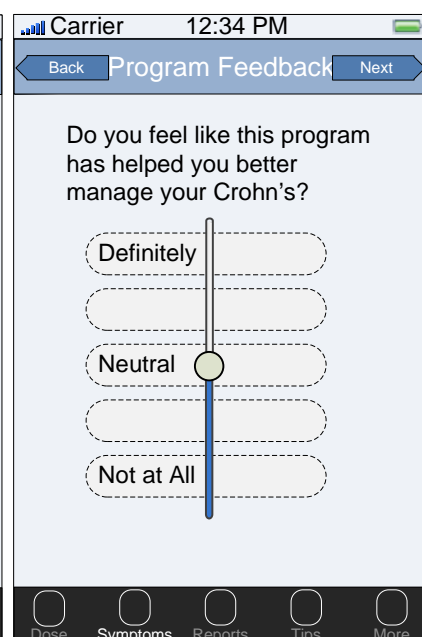 Carrier 12:34 PM
Back Program Feedback Next
Do you feel like this program
has helped you better
manage your Crohn's?
Definitely
Neutral
Not at All
Dose Symptoms Reports Tips More